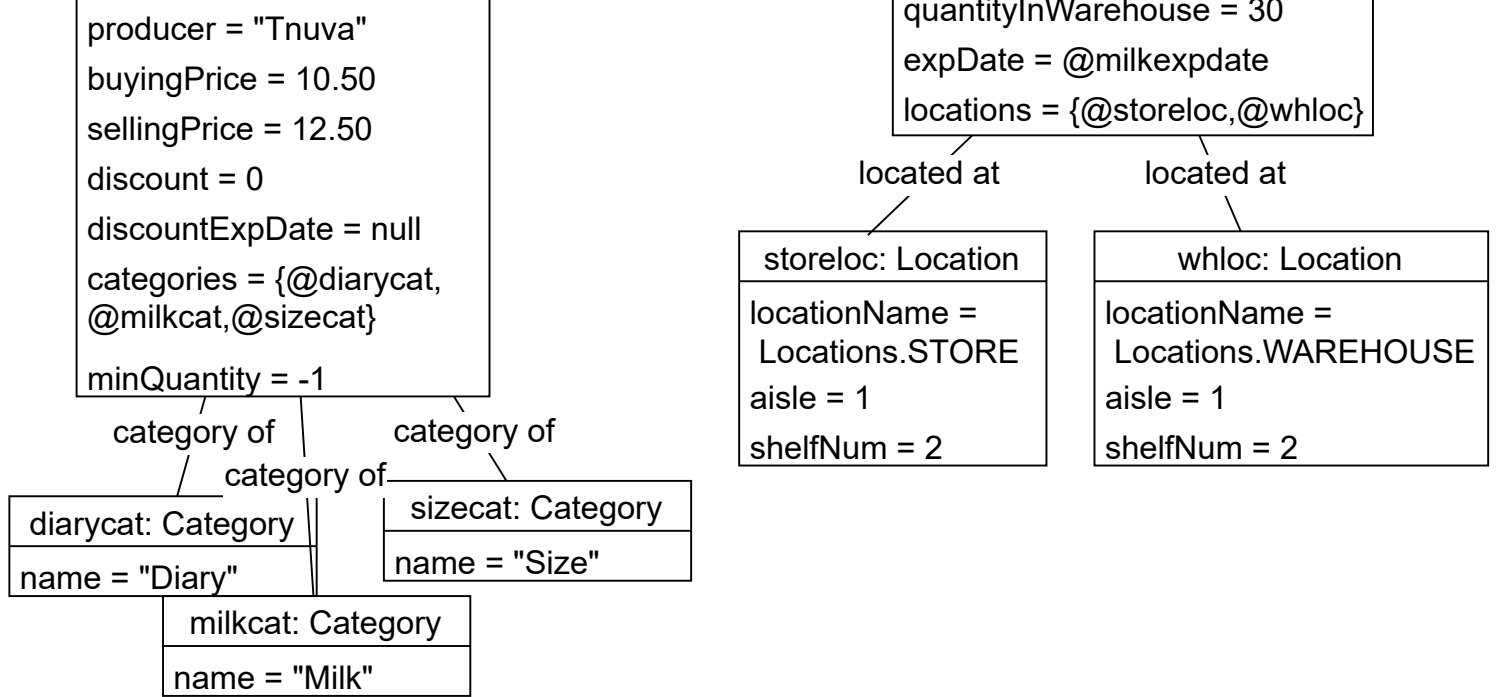 producer = "Tnuva"
buyingPrice = 10.50
sellingPrice = 12.50
discount = 0
discountExpDate = null
categories = {@diarycat,
@milkcat,@sizecat}
minQuantity = -1
category of
category of
category of
diarycat: Category
name = "Diary"
sizecat: Category
name = "Size"
milkcat: Category
name = "Milk"
quantityInWarehouse = 30
expDate = @milkexpdate
locations = {@storeloc,@whloc}
located at
located at
storeloc: Location
locationName =
Locations.STORE
aisle = 1
shelfNum = 2
whloc: Location
locationName =
Locations.WAREHOUSE
aisle = 1
shelfNum = 2